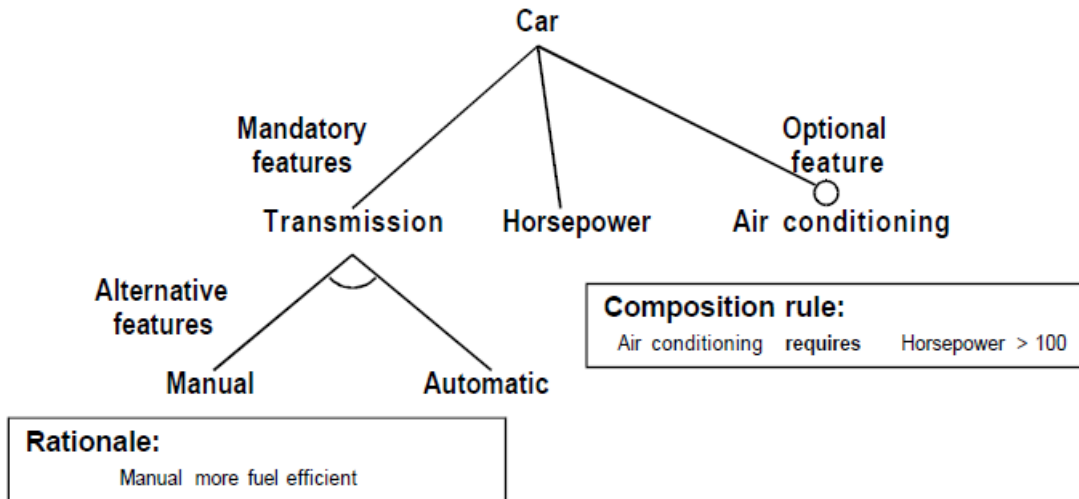 Car
Mandatory
features
Optional
feature
Transmission
Horsepower
Air conditioning
Alternative
features
Manual
Automatic
Composition rule:
Air conditioning requires Horsepower > 100
Rationale:
Manual more fuel efficient